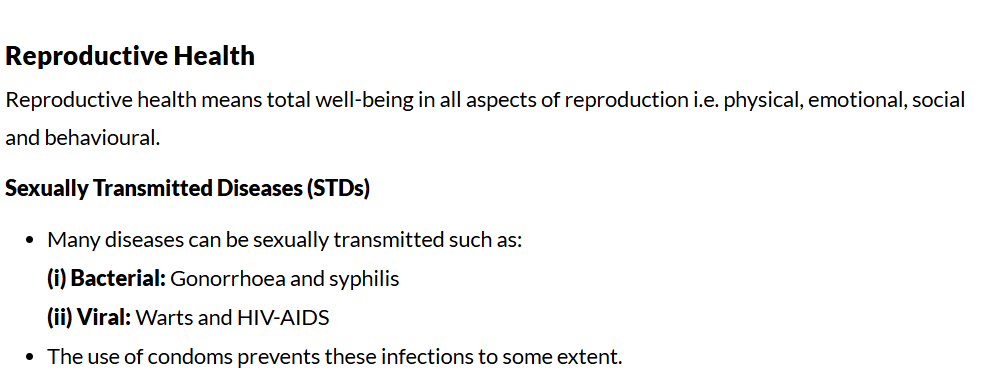 Reproductive Health
Reproductive health means total well-being in all aspects of reproduction i.e. physical, emotional, social
and behavioural.
Sexually Transmitted Diseases (STDs)
• Many diseases can be sexually transmitted such as:
(i) Bacterial: Gonorrhoea and syphilis
(ii) Viral: Warts and HIV-AIDS
• The use of condoms prevents these infections to some extent.